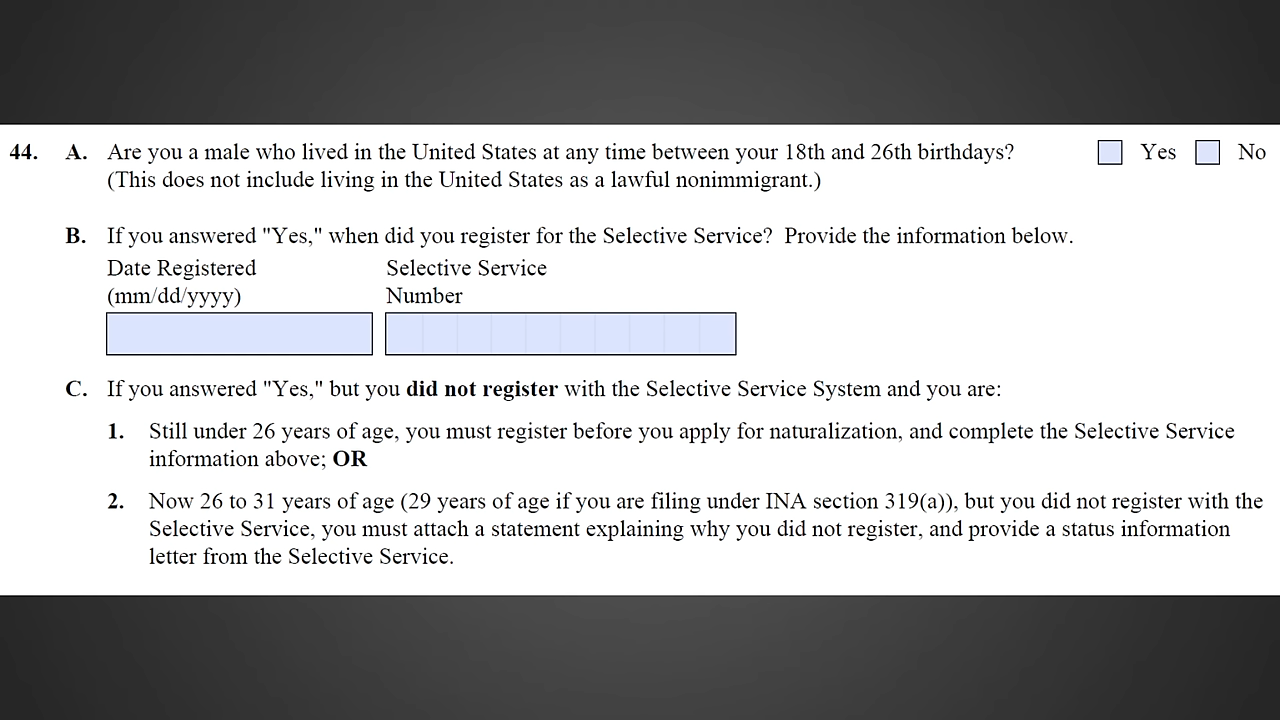 44. A. Are you a male who lived in the United States at any time between your 18th and 26th birthdays? Yes No
(This does not include living in the United States as a lawful nonimmigrant.)
B. If you answered "Yes," when did you register for the Selective Service? Provide the information below.
Date Registered Selective Service
(mm/dd/yyyy) Number
C. If you answered "Yes," but you did not register with the Selective Service System and you are:
1. Still under 26 years of age, you must register before you apply for naturalization, and complete the Selective Service
information above; OR
2. Now 26 to 31 years of age (29 years of age if you are filing under INA section 319(a)), but you did not register with the
Selective Service, you must attach a statement explaining why you did not register, and provide a status information
letter from the Selective Service.